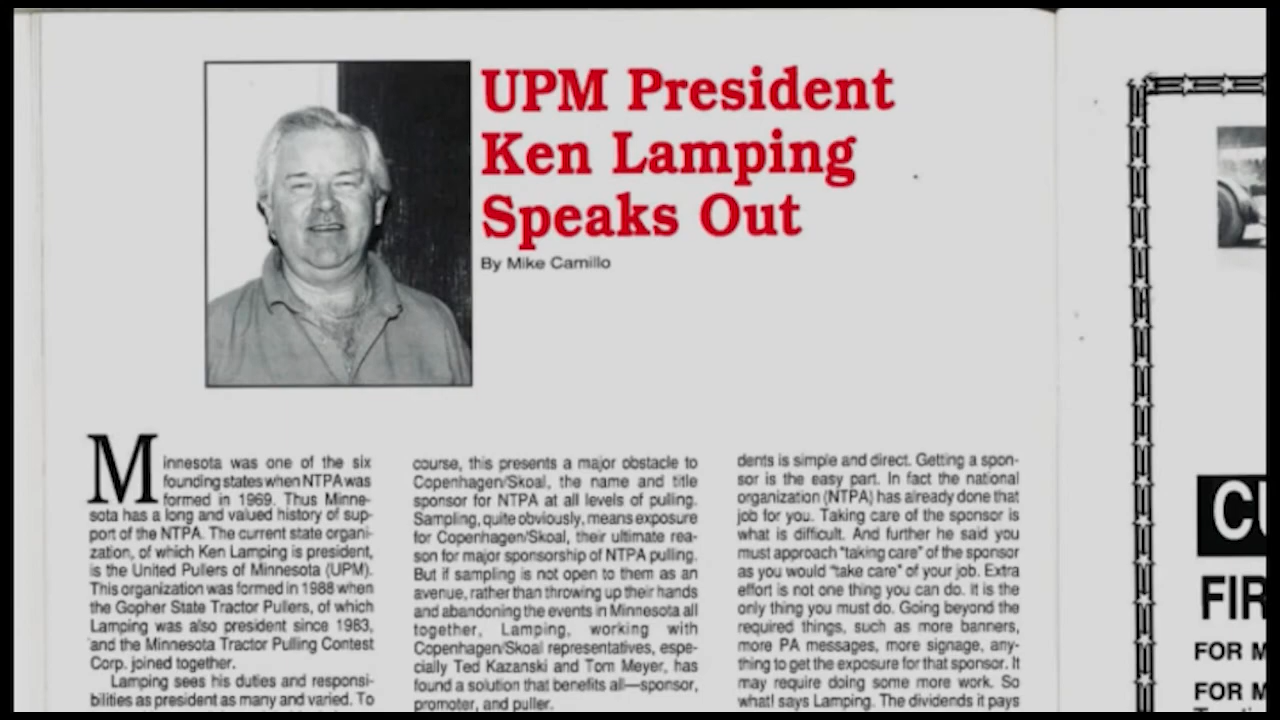 UPM President
Ken Lamping
Speaks Out
By Mike Camillo
Minnesota was one of the six
founding states when NTPA was
formed in 1969. Thus Minne-
sota has a long and valued history of sup-
port of the NTPA. The current state organi-
zation, of which Ken Lamping is president,
is the United Pullers of Minnesota (UPM).
This organization was formed in 1988 when
the Gopher State Tractor Pullers, of which
Lamping was also president since 1983,
and the Minnesota Tractor Pulling Contest
Corp. joined together.
Lamping sees his duties and responsi-
bilities as president as many and varied. To
course, this presents a major obstacle to
Copenhagen/Skoal, the name and title
sponsor for NTPA at all levels of pulling.
Sampling, quite obviously, means exposure
for Copenhagen/Skoal, their ultimate rea-
son for major sponsorship of NTPA pulling.
But if sampling is not open to them as an
avenue, rather than throwing up their hands
and abandoning the events in Minnesota all
together, Lamping, working with
Copenhagen/Skoal representatives, espe-
cially Ted Kazanski and Tom Meyer, has
found a solution that benefits all—sponsor,
promoter, and puller.
dents is simple and direct. Getting a spon-
sor is the easy part. In fact the national
organization (NTPA) has already done that
job for you. Taking care of the sponsor is
what is difficult. And further he said you
must approach "taking care" of the sponsor
as you would "take care" of your job. Extra
effort is not one thing you can do. It is the
only thing you must do. Going beyond the
required things, such as more banners,
more PA messages, more signage, any-
thing to get the exposure for that sponsor. It
may require doing some more work. So
what! says Lamping. The dividends it pays
CU
FIR
FOR M
FOR M